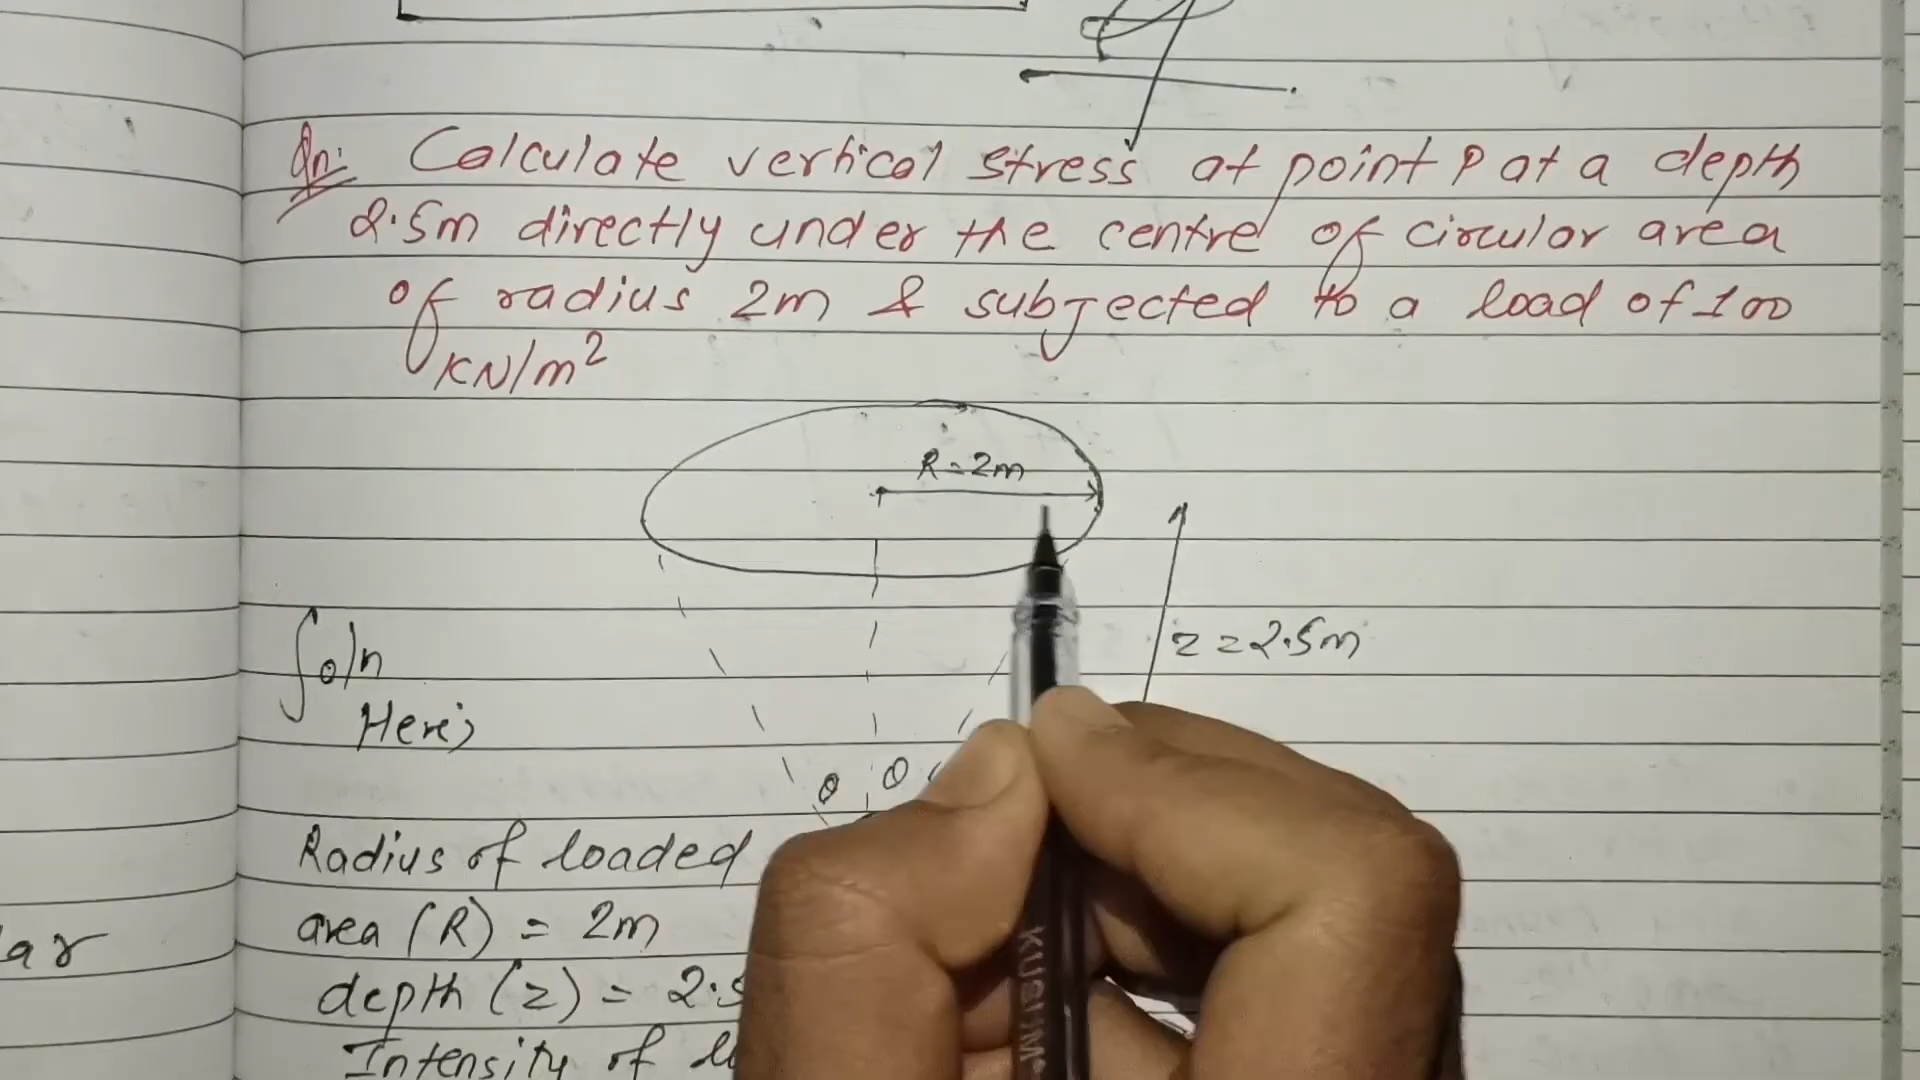 Qn:- Calculate vertical stress at point P at a depth
2.5m directly under the centre of circular area
of radius 2m & subjected to a load of 100
KN/m²
R = 2m
z = 2.5m
Soln
Here;
θ θ
Radius of loaded
area (R) = 2m
depth (z) = 2.5
Intensity of
ar